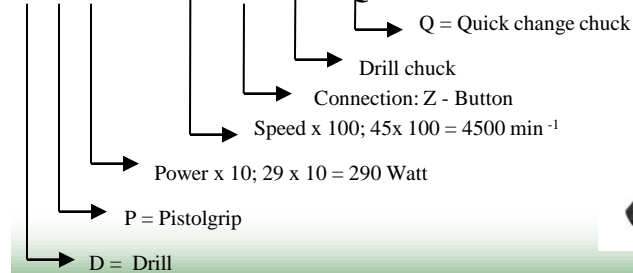 Q = Quick change chuck
Drill chuck
Connection: Z - Button
Speed x 100; 45x 100 = 4500 min -1
Power x 10; 29 x 10 = 290 Watt
P = Pistolgrip
D = Drill